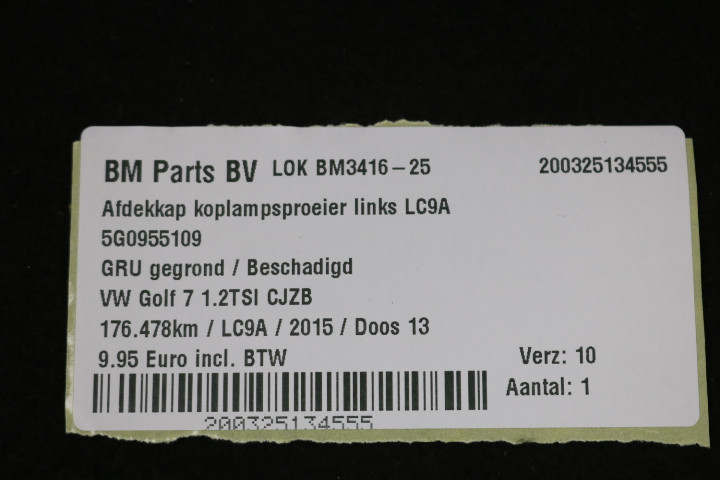 BM Parts BV LOK BM3416-25 200325134555
Afdekkap koplampsproeier links LC9A
5G0955109
GRU gegrond / Beschadigd
VW Golf 7 1.2TSI CJZB
176.478km / LC9A / 2015 / Doos 13
9.95 Euro incl. BTW Verz: 10
Aantal: 1
200325134555